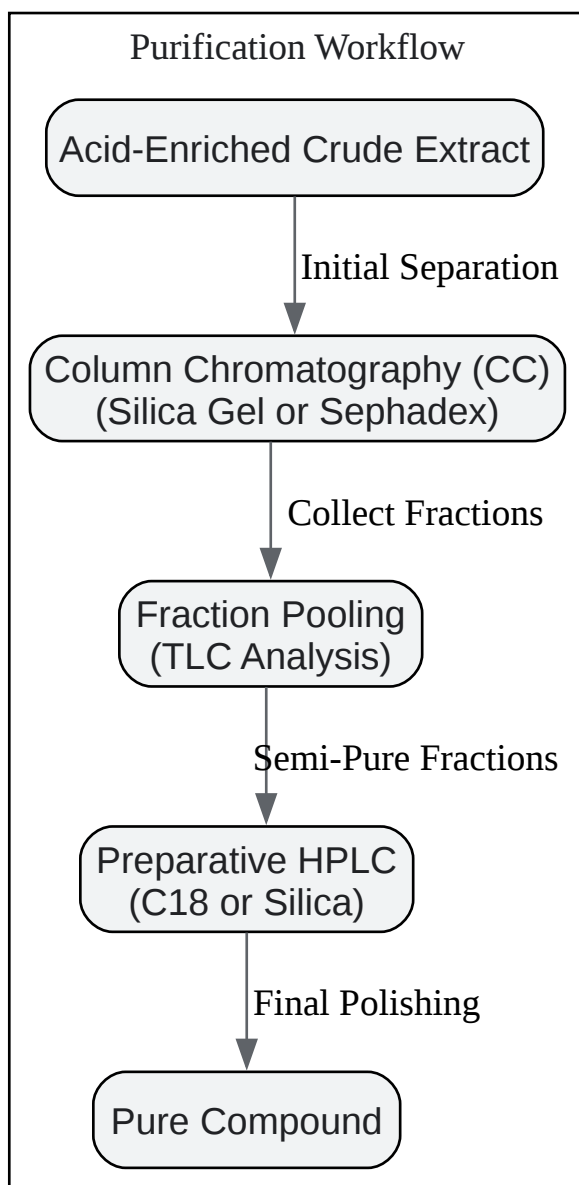 Purification Workflow
Acid-Enriched Crude Extract
Initial Separation
Column Chromatography (CC)
(Silica Gel or Sephadex)
Collect Fractions
Fraction Pooling
(TLC Analysis)
Semi-Pure Fractions
Preparative HPLC
(C18 or Silica)
Final Polishing
Pure Compound